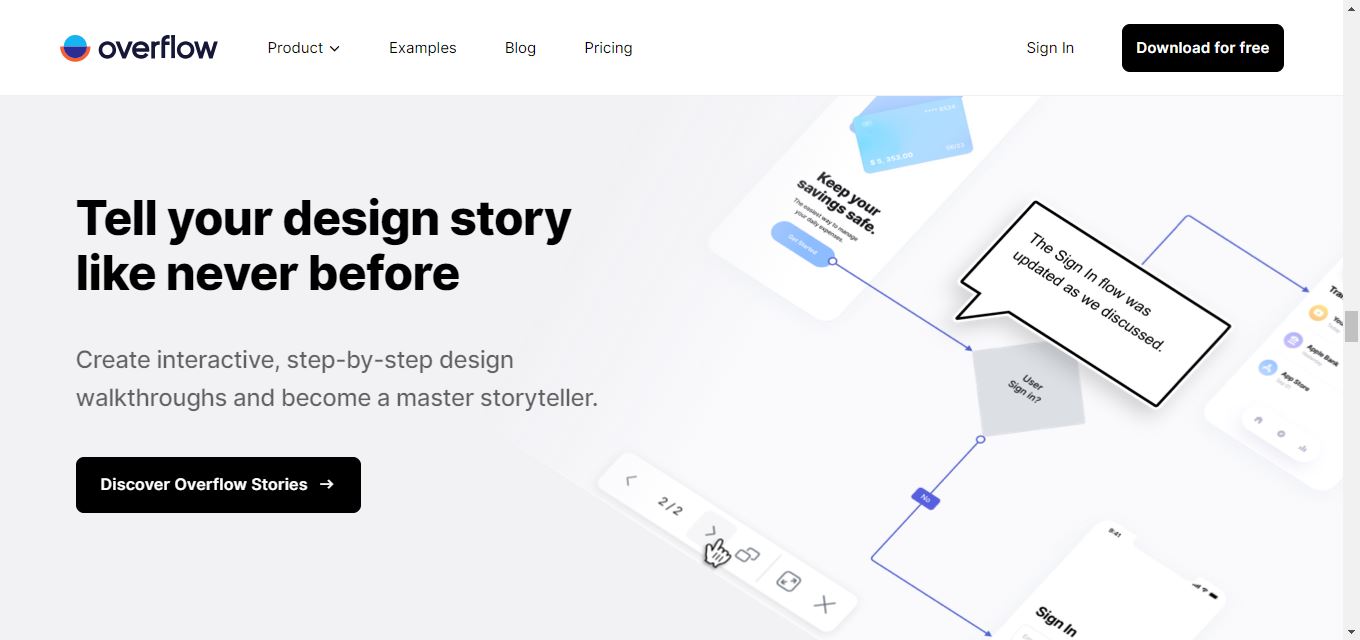 overflow
Product
Examples
Blog
Pricing
Sign In
Download for free
Tell your design story
like never before
Create interactive, step-by-step design
walkthroughs and become a master storyteller.
Discover Overflow Stories →
$ 5, 353.00
Keep your
savings safe.
The easiest way to manage
your daily expenses.
Get Started
The Sign In flow was
updated as we discussed.
User
Sign in?
Apple Bank
App Store
No
2 / 2
9:41
Sign In